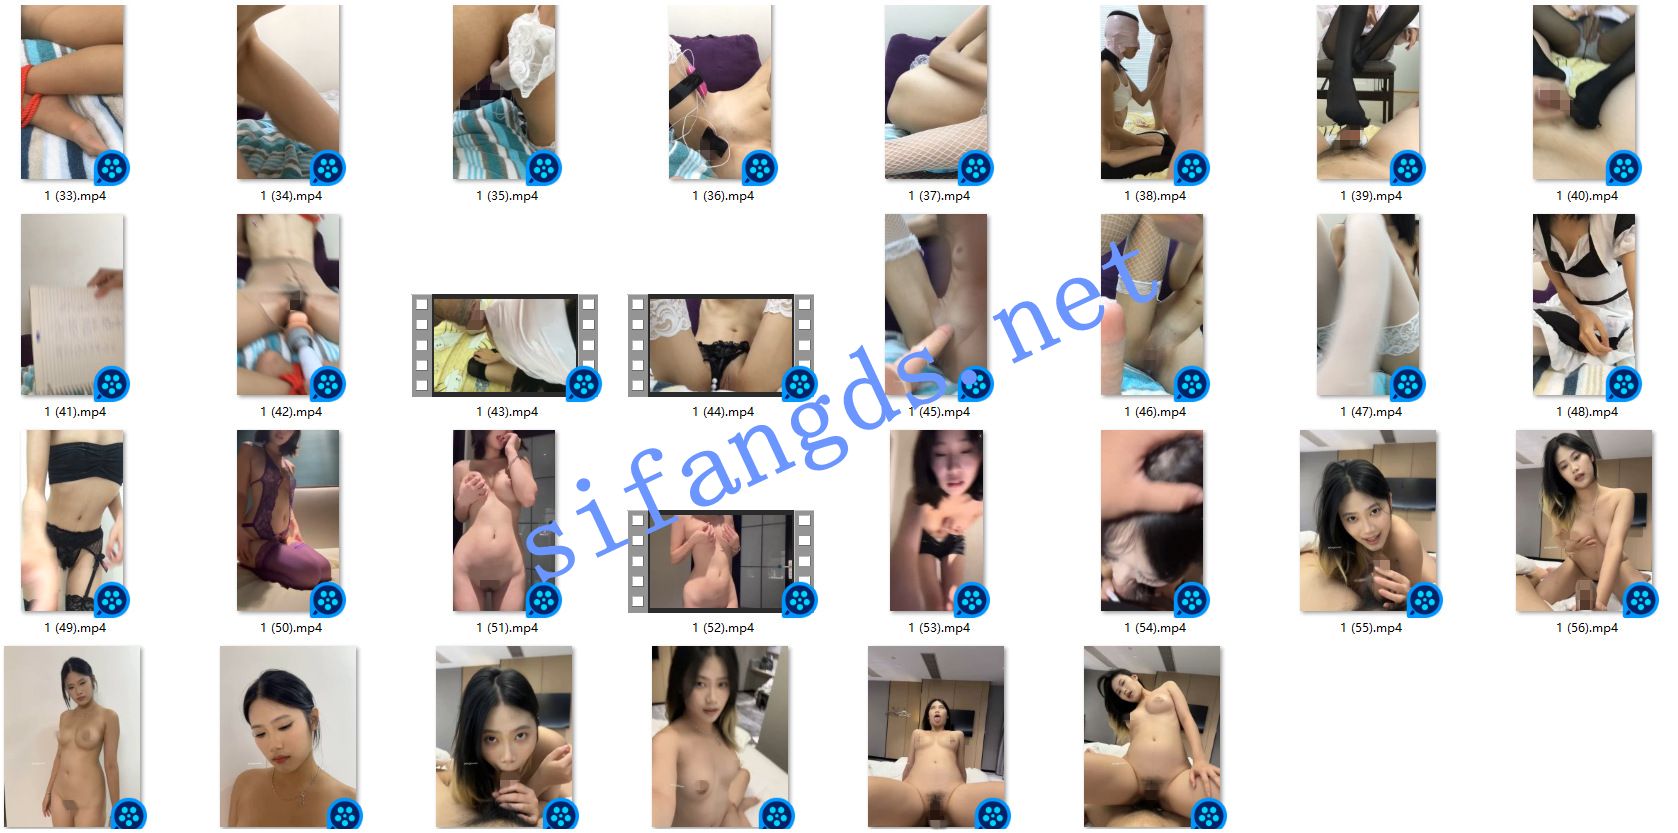 1 (33).mp4
1 (34).mp4
1 (35).mp4
1 (36).mp4
1 (37).mp4
1 (38).mp4
1 (39).mp4
1 (40).mp4
1 (41).mp4
1 (42).mp4
1 (43).mp4
1 (44).mp4
1 (45).mp4
1 (46).mp4
1 (47).mp4
1 (48).mp4
sifangds.net
1 (49).mp4
1 (50).mp4
1 (51).mp4
1 (52).mp4
1 (53).mp4
1 (54).mp4
1 (55).mp4
1 (56).mp4